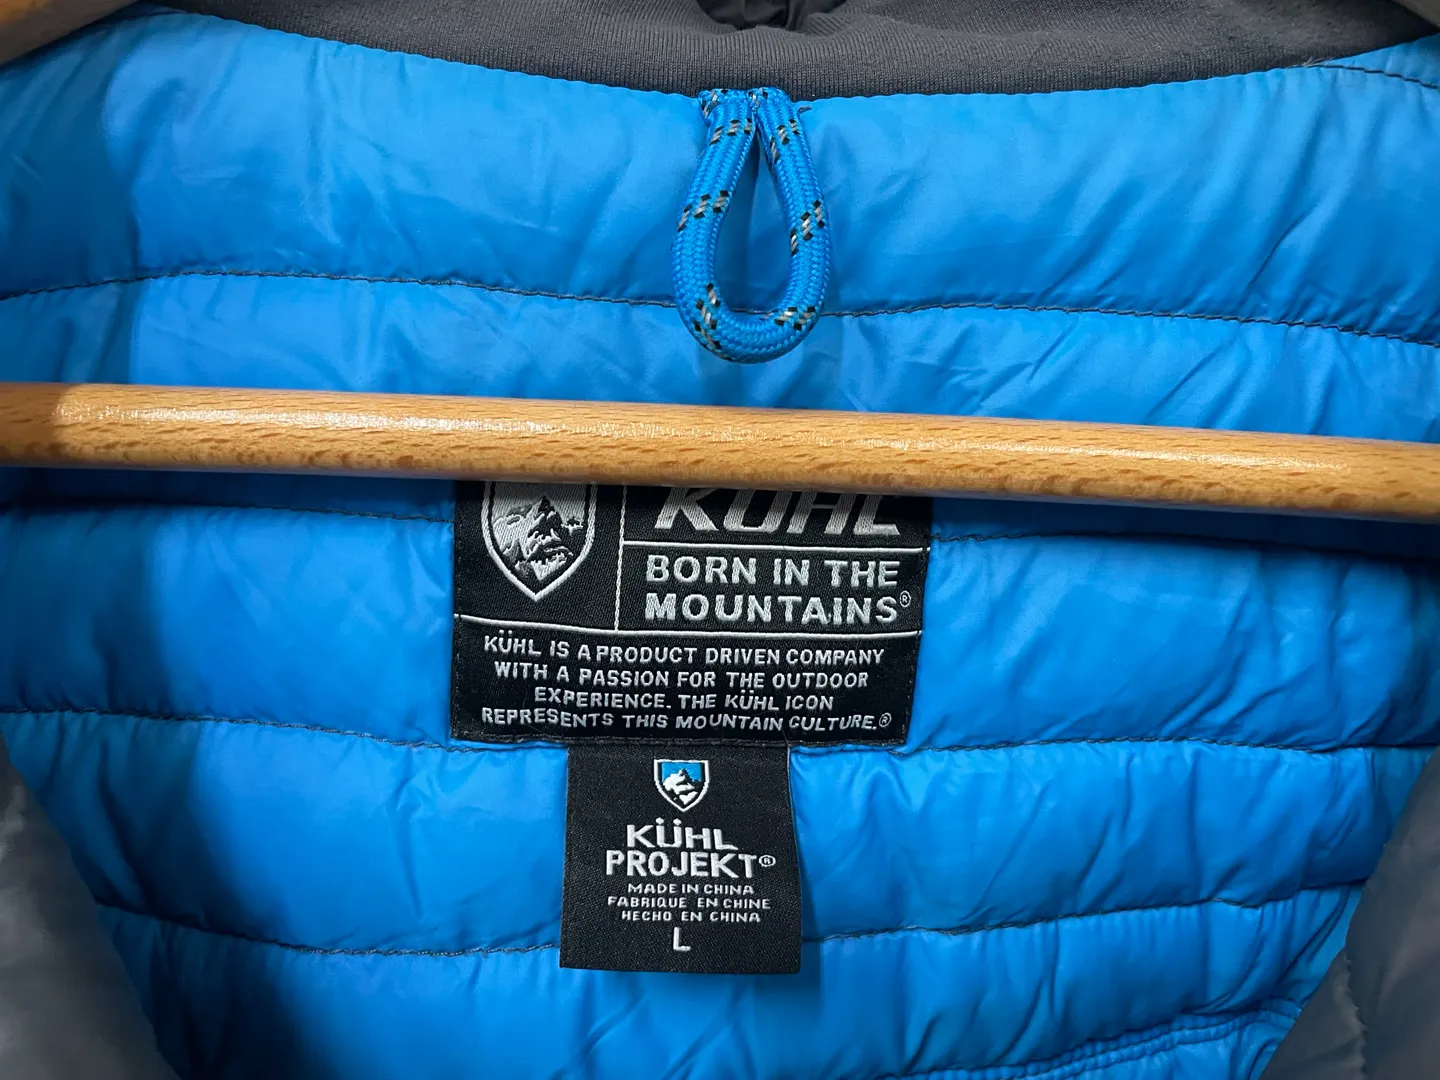 KÜHL
BORN IN THE
MOUNTAINS®
KÜHL IS A PRODUCT DRIVEN COMPANY
WITH A PASSION FOR THE OUTDOOR
EXPERIENCE. THE KÜHL ICON
REPRESENTS THIS MOUNTAIN CULTURE.®
KÜHL
PROJEKT®
MADE IN CHINA
FABRIQUE EN CHINE
HECHO EN CHINA
L